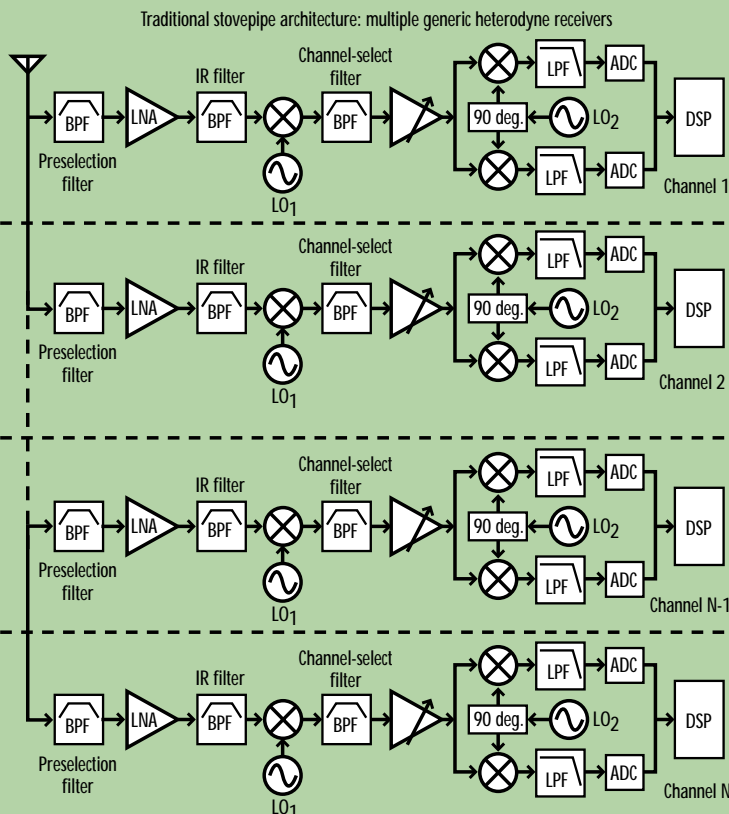 Traditional stovepipe architecture: multiple generic heterodyne receivers
IR filter
Channel-select
filter
BPF
LNA
BPF
BPF
90 deg.
LO2
LPF
ADC
LPF
ADC
DSP
Preselection
filter
LO1
Channel 1
IR filter
Channel-select
filter
BPF
LNA
BPF
BPF
90 deg.
LO2
LPF
ADC
LPF
ADC
DSP
Preselection
filter
LO1
Channel 2
IR filter
Channel-select
filter
BPF
LNA
BPF
BPF
90 deg.
LO2
LPF
ADC
LPF
ADC
DSP
Preselection
filter
LO1
Channel N-1
IR filter
Channel-select
filter
BPF
LNA
BPF
BPF
90 deg.
LO2
LPF
ADC
LPF
ADC
DSP
Preselection
filter
LO1
Channel N